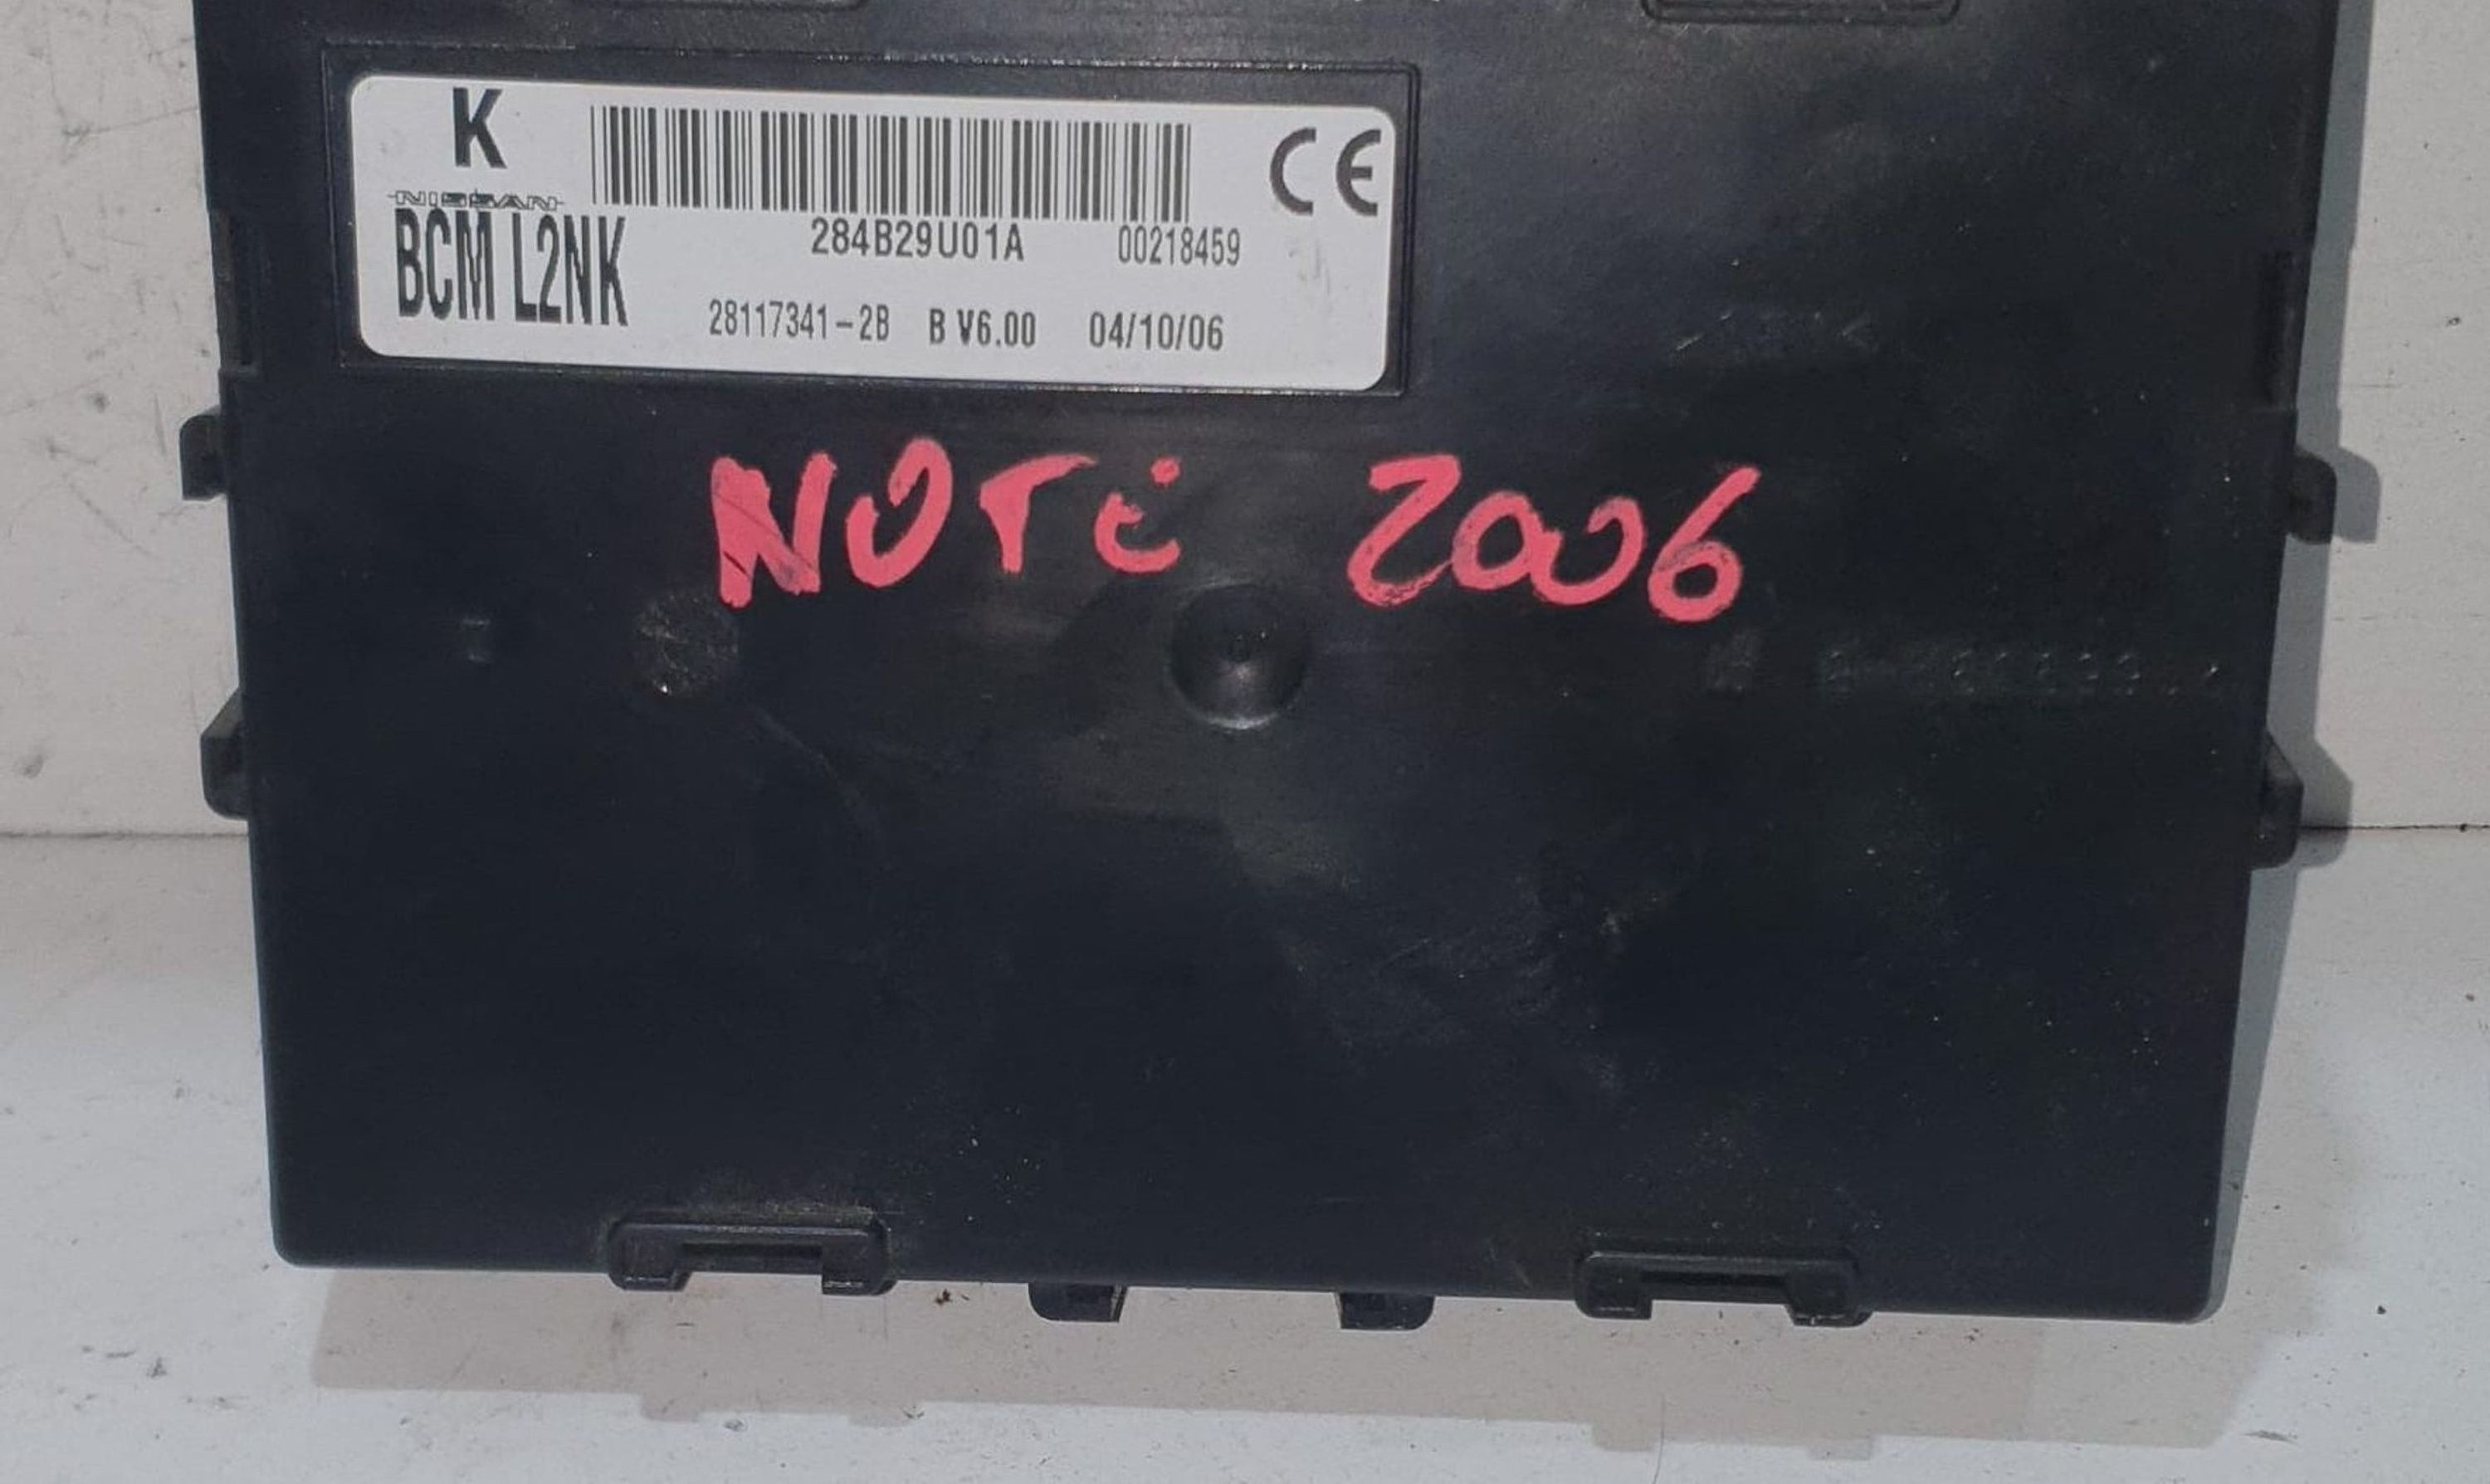 K
NISSAN
BCM L2NK
284B29U01A 00218459
CE
28117341-2B B V6.00 04/10/06
NOTE 2006